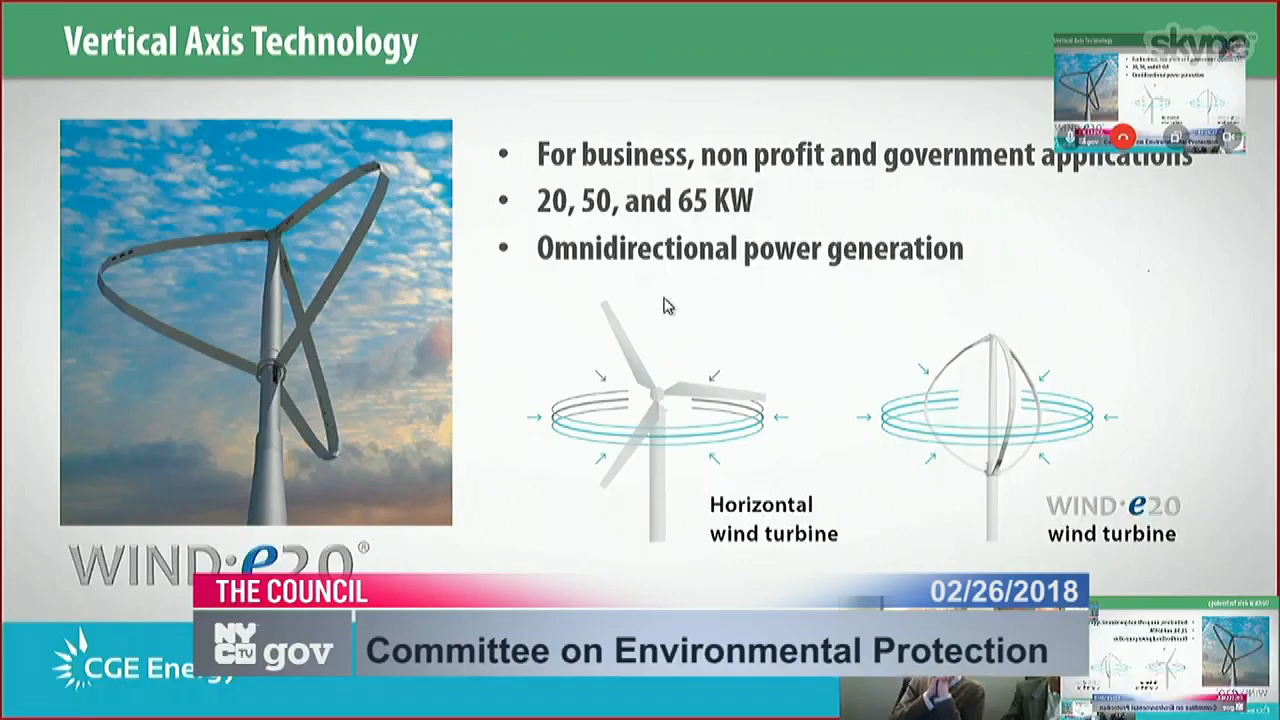 Vertical Axis Technology
skype
• For business, non profit and government applications
• 20, 50, and 65 KW
• Omnidirectional power generation
Horizontal
wind turbine
WIND·e20
wind turbine
WIND·e20®
THE COUNCIL
02/26/2018
NYC TV gov
Committee on Environmental Protection
CGE Energy